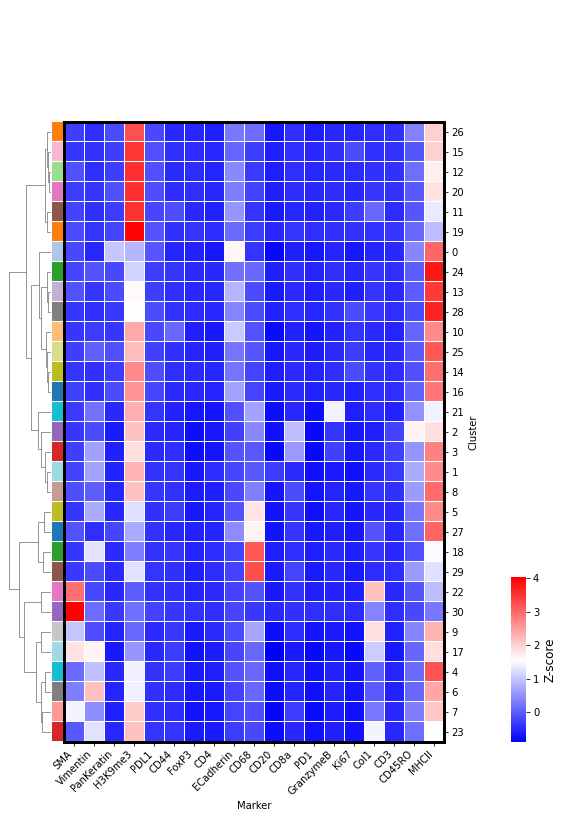 26
15
12
20
11
19
0
24
13
28
10
25
14
16
21
2
3
1
8
5
27
18
29
22
30
9
17
4
6
7
23
Cluster
4
3
2
1
0
Z-score
SMA
Vimentin
PanKeratin
H3K9me3
PDL1
CD44
FoxP3
CD4
ECadherin
CD68
CD20
CD8a
PD1
GranzymeB
Ki67
Col1
CD3
CD45RO
MHCII
Marker